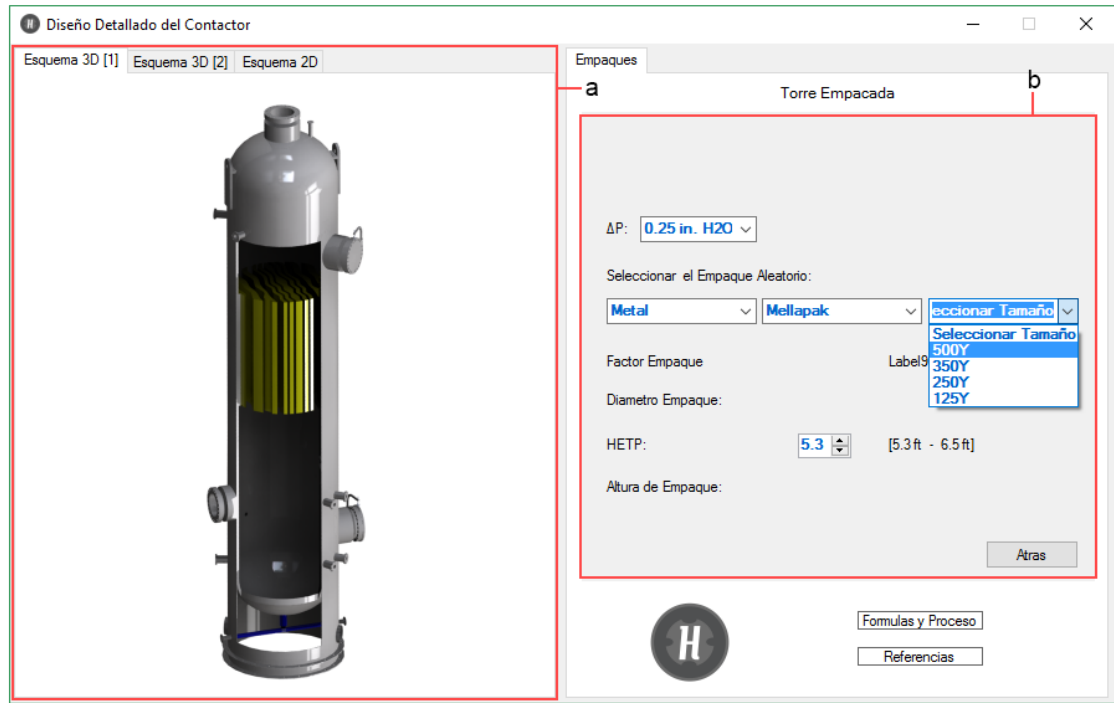 Diseño Detallado del Contactor
Esquema 3D [1] Esquema 3D [2] Esquema 2D
a
Empaques
Torre Empacada
b
ΔP: 0.25 in. H2O
Seleccionar el Empaque Aleatorio:
Metal Mellapak eccionar Tamaño
Seleccionar Tamaño
500Y
350Y
250Y
125Y
Factor Empaque Label9
Diametro Empaque:
HETP: 5.3 [5.3 ft - 6.5 ft]
Altura de Empaque:
Atras
H
Formulas y Proceso
Referencias